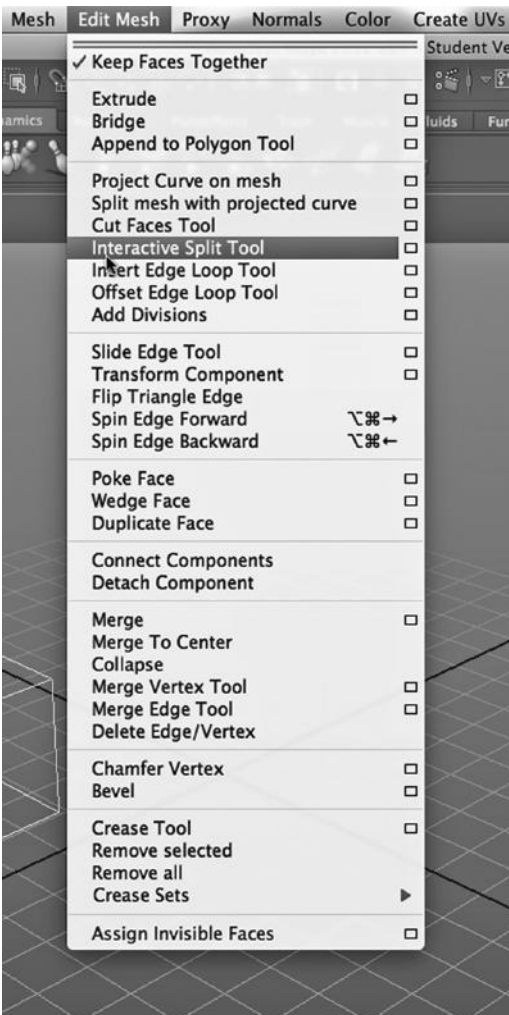 Mesh Edit Mesh Proxy Normals Color Create UVs
Student Ve
✓ Keep Faces Together
Extrude
Bridge
amics
luids Fur
Append to Polygon Tool
Project Curve on mesh
Split mesh with projected curve
Cut Faces Tool
Interactive Split Tool
Insert Edge Loop Tool
Offset Edge Loop Tool
Add Divisions
Slide Edge Tool
Transform Component
Flip Triangle Edge
Spin Edge Forward ⌥⌘→
Spin Edge Backward ⌥⌘←
Poke Face
Wedge Face
Duplicate Face
Connect Components
Detach Component
Merge
Merge To Center
Collapse
Merge Vertex Tool
Merge Edge Tool
Delete Edge/Vertex
Chamfer Vertex
Bevel
Crease Tool
Remove selected
Remove all
Crease Sets
Assign Invisible Faces